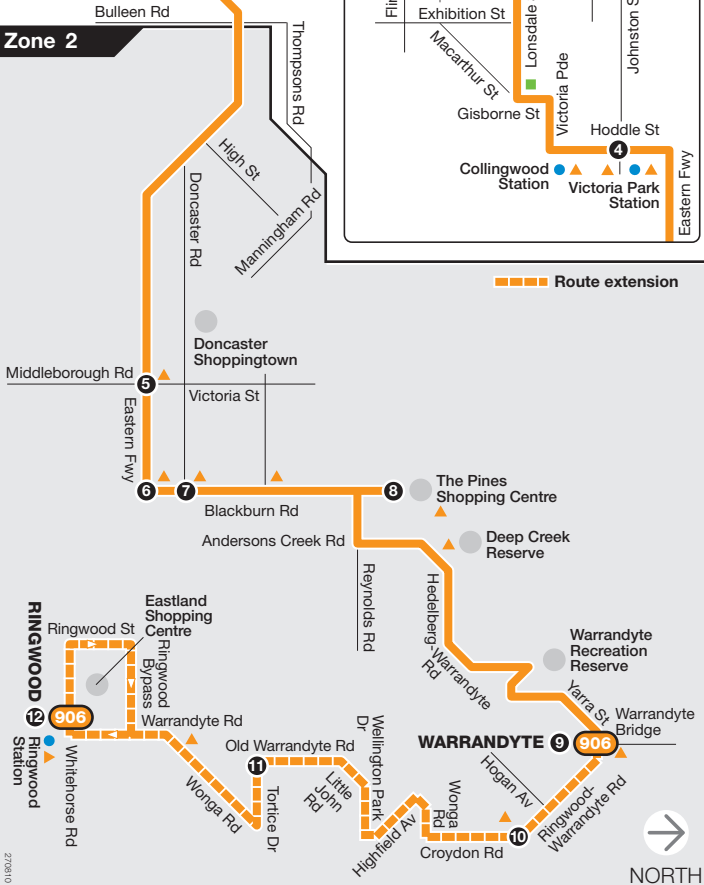 Bulleen Rd
Zone 2
Thompsons Rd
Exhibition St
Macarthur St
Lonsdale
Johnston S
Victoria Pde
Gisborne St
Hoddle St
4
Collingwood
Station
Victoria Park
Station
Eastern Fwy
High St
Doncaster Rd
Manningham Rd
Route extension
Doncaster
Shoppingtown
Middleborough Rd
5
Victoria St
Eastern Fwy
6
7
8
The Pines
Shopping Centre
Blackburn Rd
Andersons Creek Rd
Deep Creek
Reserve
Reynolds Rd
Hedelberg-Warrandyte
Rd
Eastland
Shopping
Centre
Ringwood St
RINGWOOD
Ringwood
Bypass
Warrandyte
Recreation
Reserve
Yarra St
12
906
Warrandyte Rd
Warrandyte
Bridge
WARRANDYTE
9
906
Ringwood
Station
Whitehorse Rd
Old Warrandyte Rd
Wellington Park
Dr
Hogan Av
11
Little
John
Rd
Wonga
Rd
Wonga Rd
Tortice Dr
Highfield Av
10
Croydon Rd
Ringwood-
Warrandyte Rd
NORTH
270810